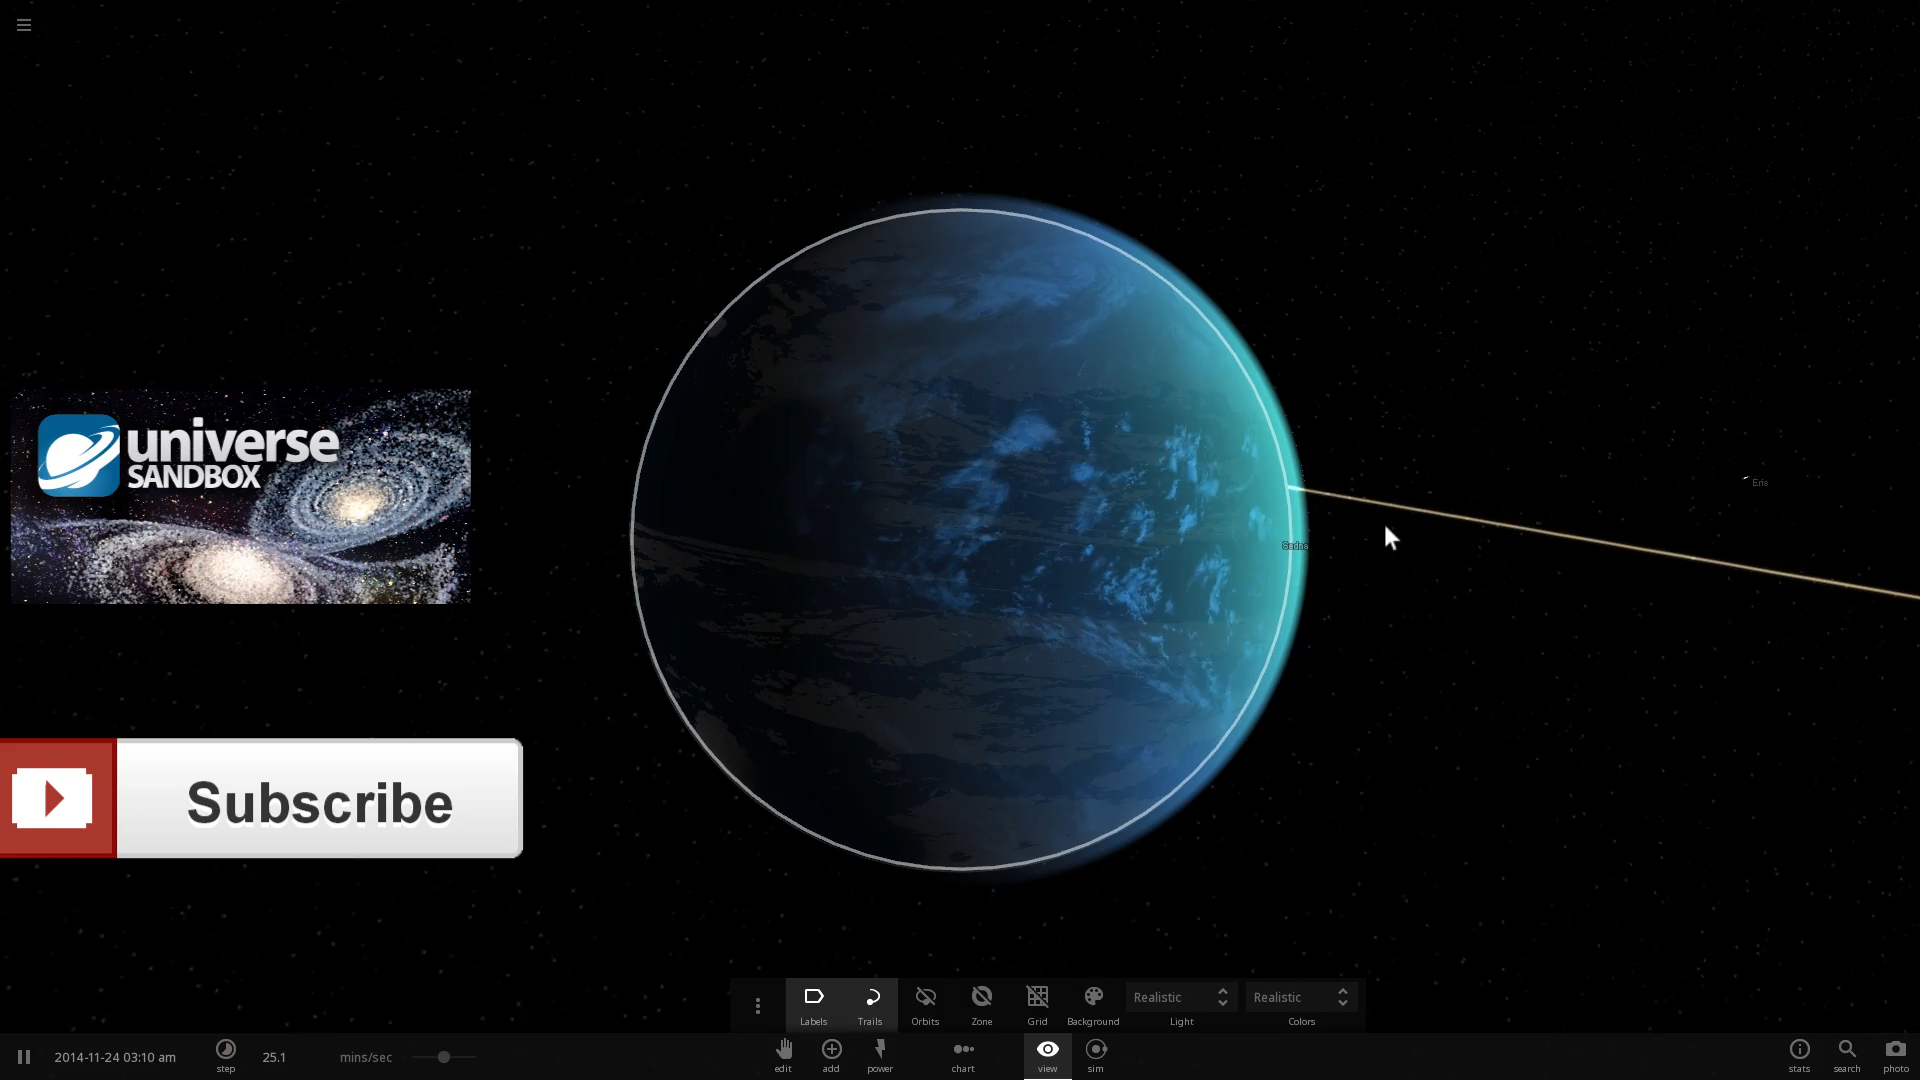 universe
SANDBOX
Eris
Sedna
Subscribe
Realistic
Realistic
Labels
Trails
Orbits
Zone
Grid
Background
Light
Colors
2014-11-24 03:10 am
step
25.1
mins/sec
edit
add
power
chart
view
sim
stats
search
photo